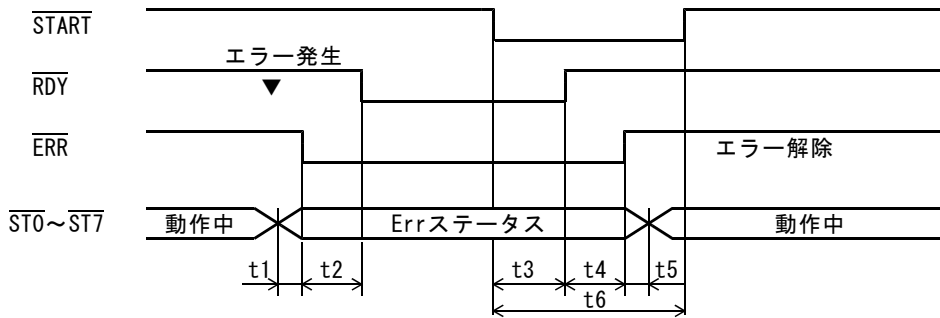 START
エラー発生
▼
RDY
ERR
エラー解除
ST0～ST7
動作中
Errステータス
動作中
t1
t2
t3
t4
t5
t6